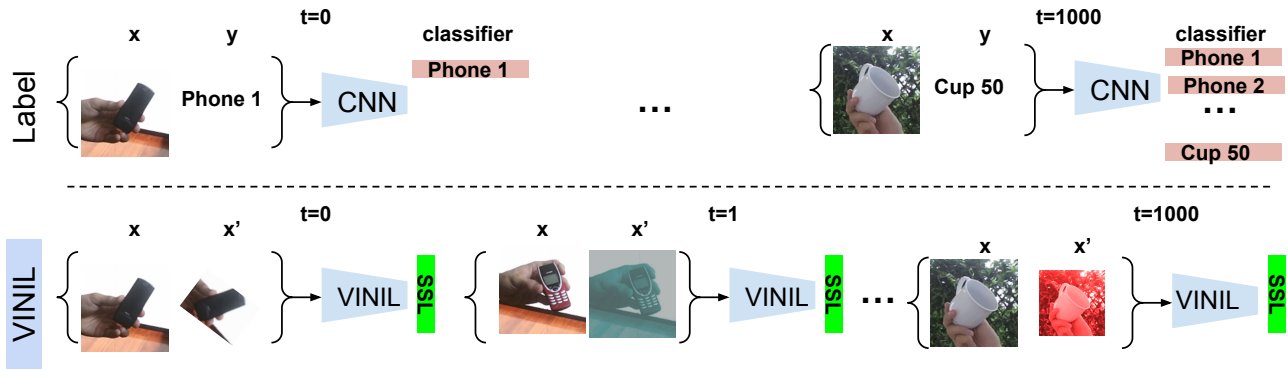 t=0
t=1000
x y classifier
x y classifier
Label
Phone 1
CNN
Phone 1
...
Cup 50
CNN
Phone 1
Phone 2
...
Cup 50
t=0
t=1
t=1000
x x’
x x’
x x’
VINIL
VINIL
SSL
VINIL
SSL
...
VINIL
SSL